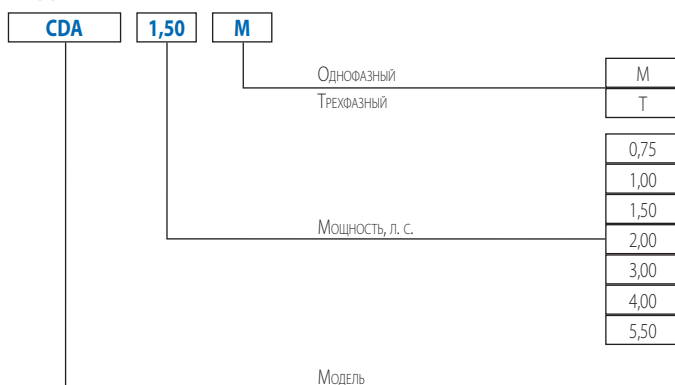 CDA 1,50 M
Однофазный M
Трехфазный T
0,75
1,00
1,50
Мощность, л. с. 2,00
3,00
4,00
5,50
Модель